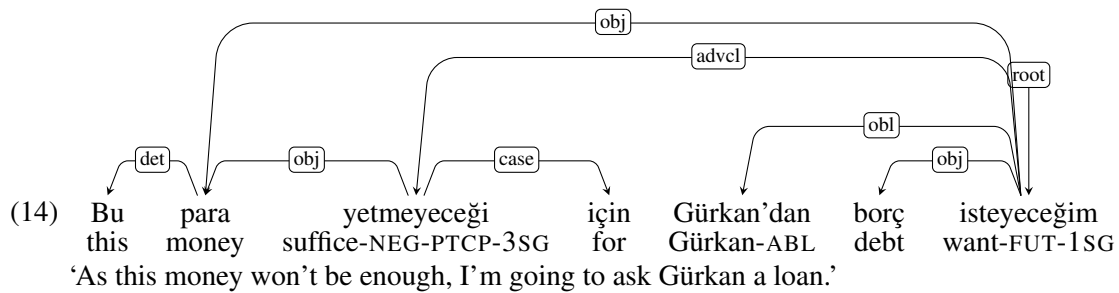 obj
advcl
root
obl
det obj case obj
(14) Bu para yetmeyeceği için Gürkan'dan borç isteyeceğim
this money suffice-NEG-PTCP-3SG for Gürkan-ABL debt want-FUT-1SG
‘As this money won't be enough, I'm going to ask Gürkan a loan.’